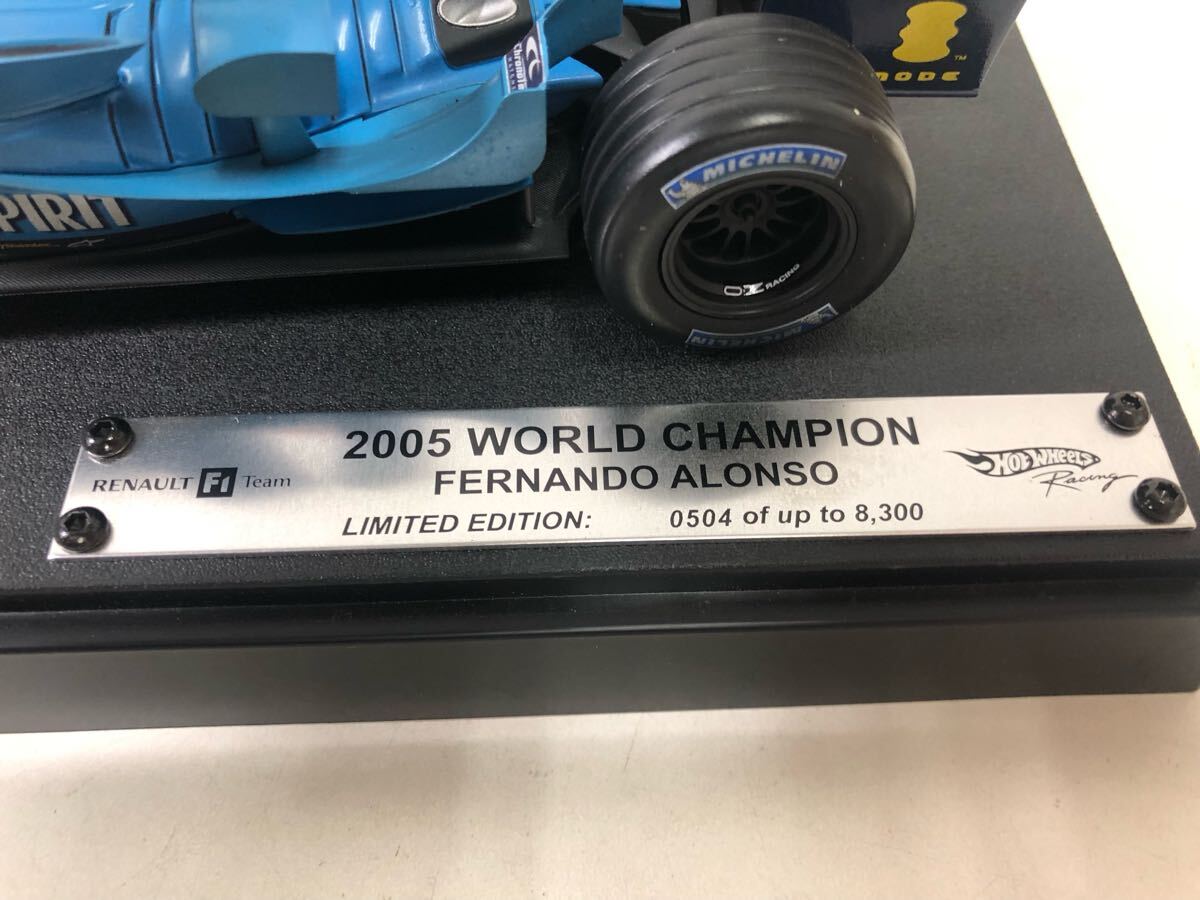 ™
MODE
MICHELIN
PIRIT
OZ RACING
MICHELIN
2005 WORLD CHAMPION
RENAULT F1 Team
FERNANDO ALONSO
HOT WHEELS
Racing
LIMITED EDITION: 0504 of up to 8,300